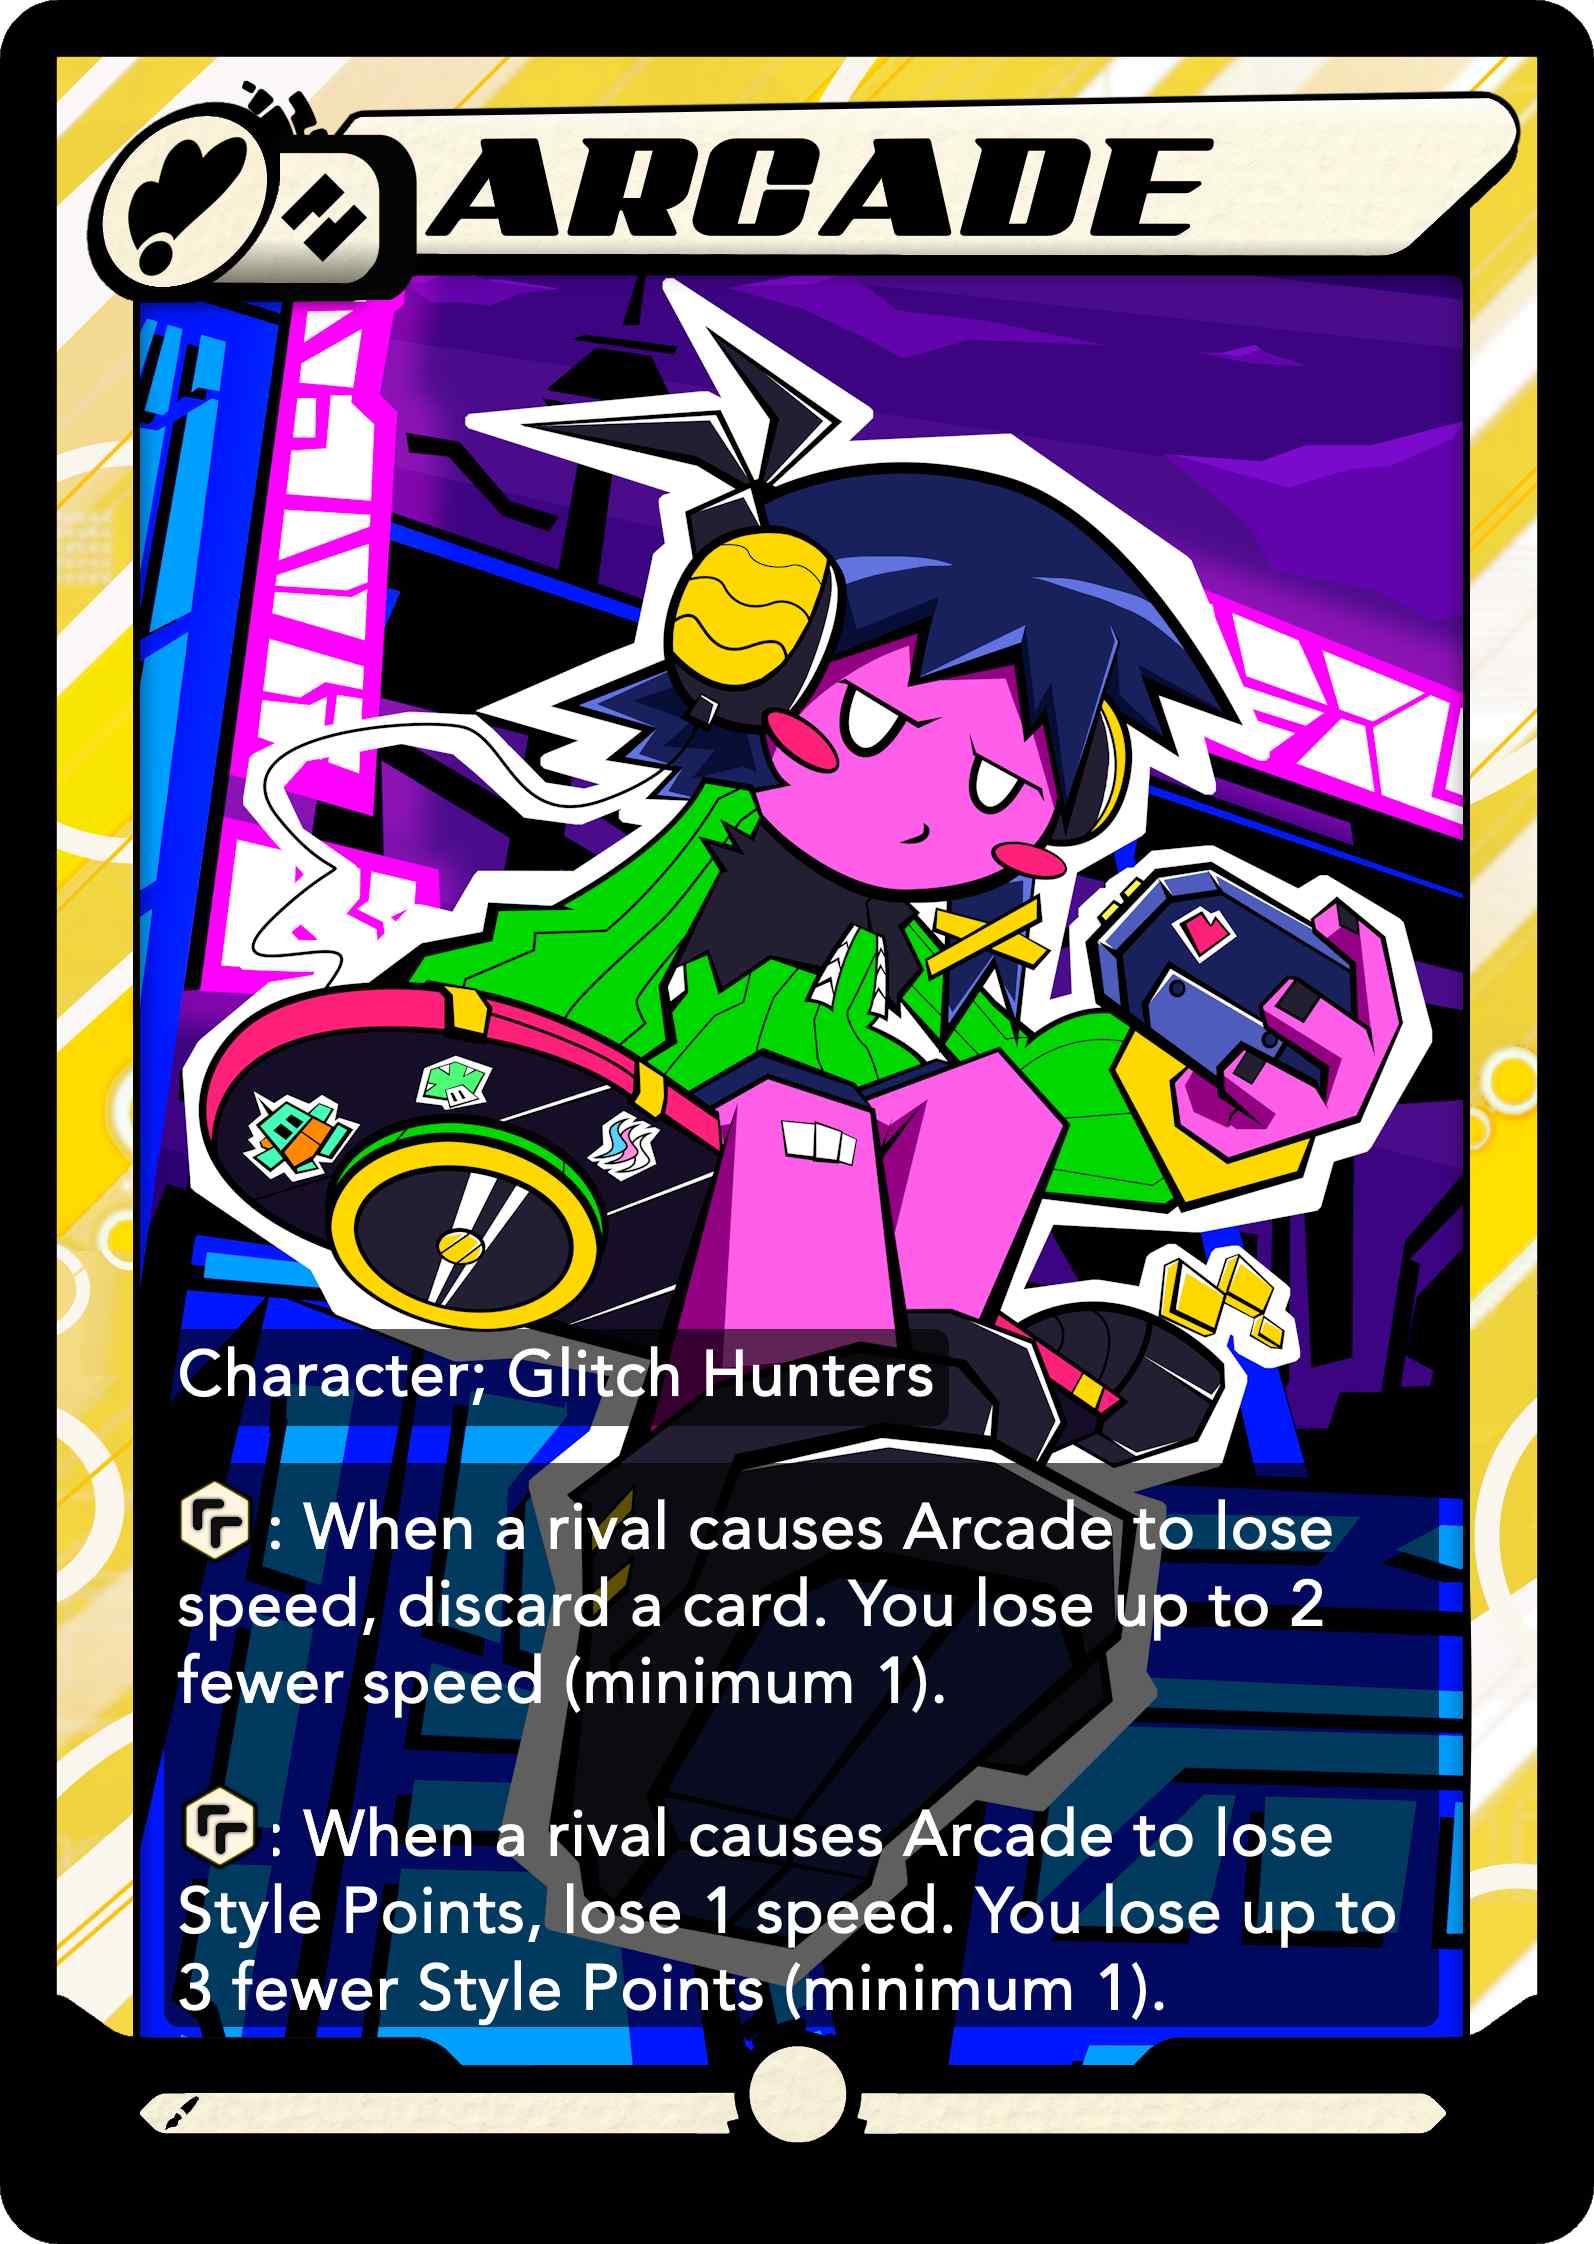 ARCADE
Character; Glitch Hunters
: When a rival causes Arcade to lose
speed, discard a card. You lose up to 2
fewer speed (minimum 1).
: When a rival causes Arcade to lose
Style Points, lose 1 speed. You lose up to
3 fewer Style Points (minimum 1).